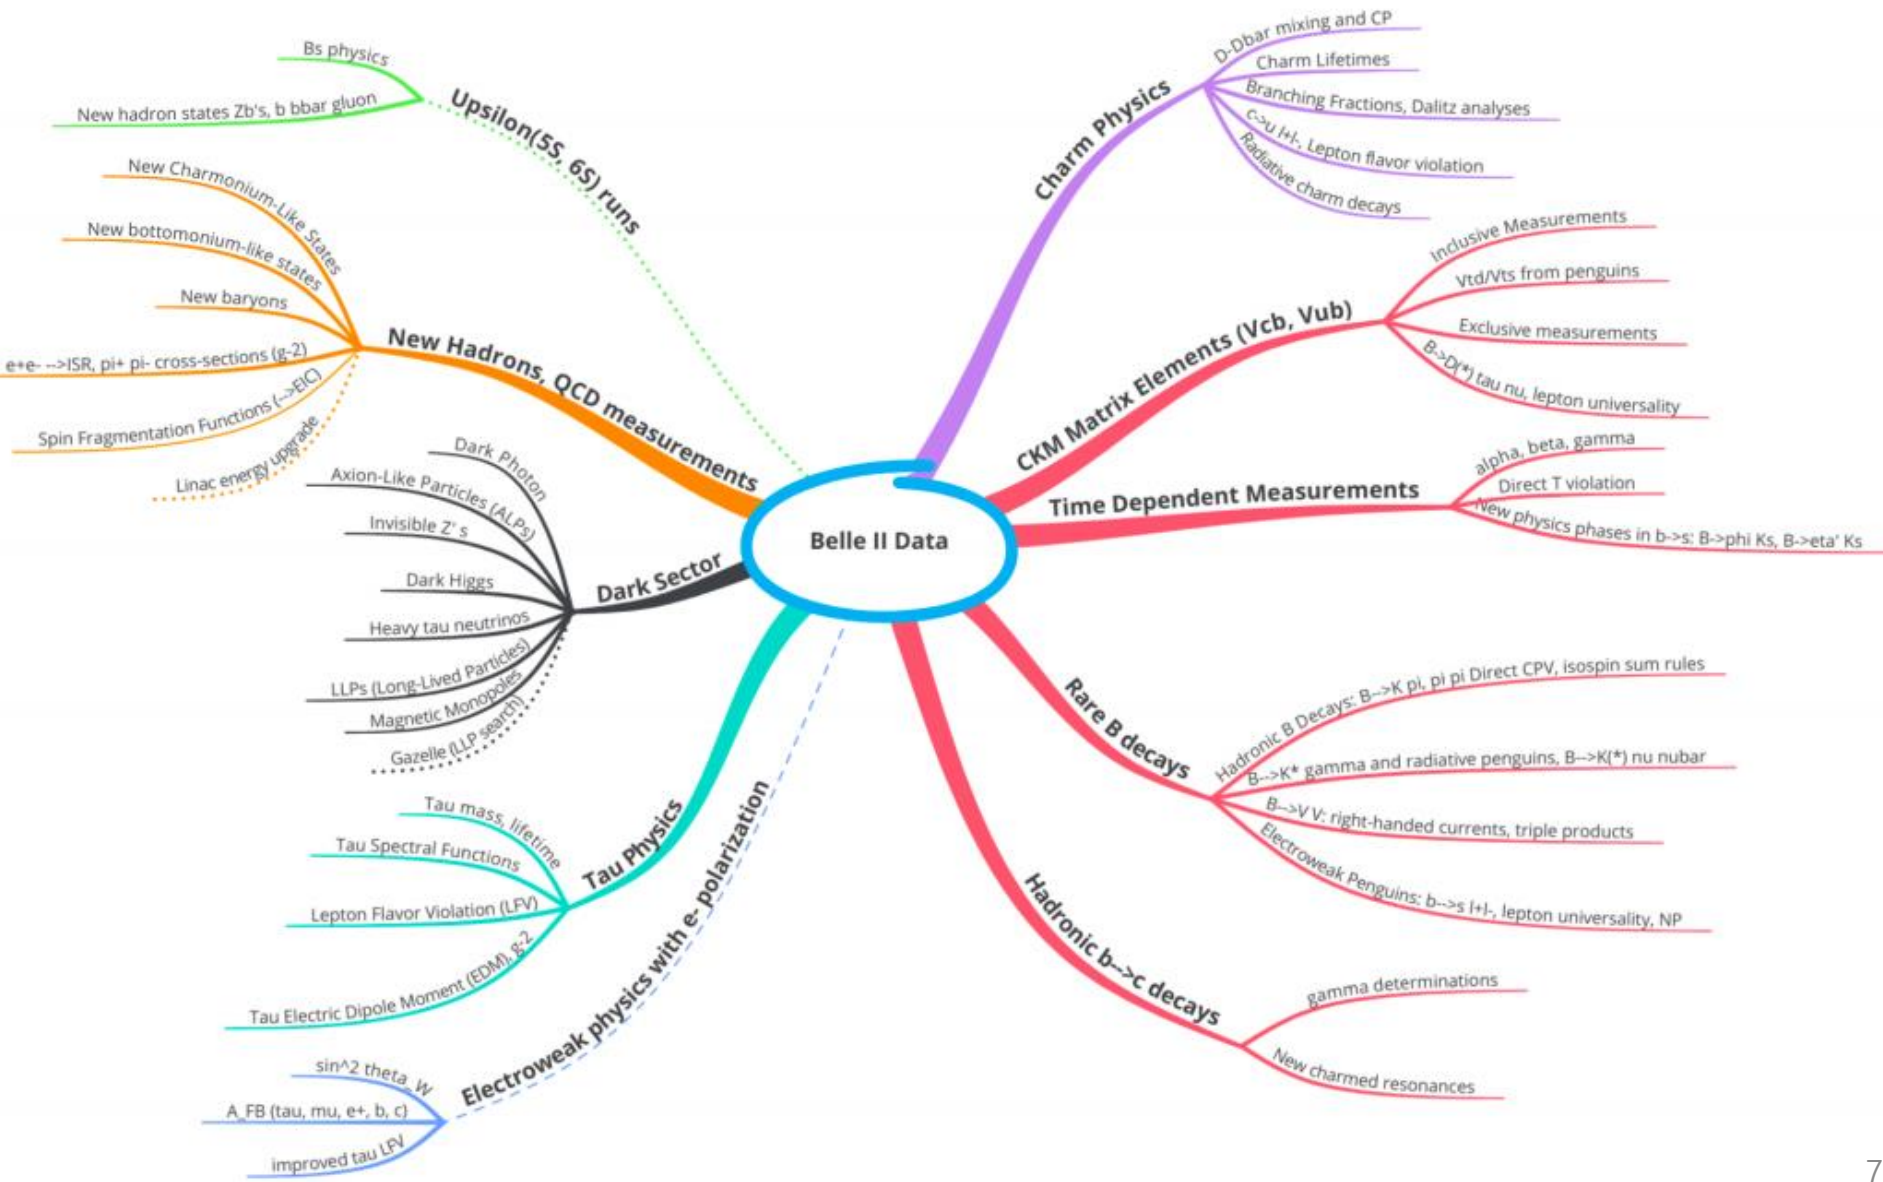 Belle II Data
Charm Physics
D-Dbar mixing and CP
Charm Lifetimes
Branching Fractions, Dalitz analyses
c->u l+l-, Lepton flavor violation
Radiative charm decays
CKM Matrix Elements (Vcb, Vub)
Inclusive Measurements
Vtd/Vts from penguins
Exclusive measurements
B->D(*) tau nu, lepton universality
Time Dependent Measurements
alpha, beta, gamma
Direct T violation
New physics phases in b->s: B->phi Ks, B->eta' Ks
Rare B decays
Hadronic B Decays: B-->K pi, pi pi Direct CPV, isospin sum rules
B-->K* gamma and radiative penguins, B-->K(*) nu nubar
B-->V V: right-handed currents, triple products
Electroweak Penguins: b-->s l+l-, lepton universality, NP
Hadronic b-->c decays
gamma determinations
New charmed resonances
Upsilon(5S, 6S) runs
Bs physics
New hadron states Zb's, b bbar gluon
New Hadrons, QCD measurements
New Charmonium-Like States
New bottomonium-like states
New baryons
e+e- -->ISR, pi+ pi- cross-sections (g-2)
Spin Fragmentation Functions (-->EIC)
Linac energy upgrade
Dark Sector
Dark Photon
Axion-Like Particles (ALPs)
Invisible Z' s
Dark Higgs
Heavy tau neutrinos
LLPs (Long-Lived Particles)
Magnetic Monopoles
Gazelle (LLP search)
Tau Physics
Tau mass, lifetime
Tau Spectral Functions
Lepton Flavor Violation (LFV)
Tau Electric Dipole Moment (EDM), g-2
Electroweak physics with e- polarization
sin^2 theta_W
A_FB (tau, mu, e+, b, c)
improved tau LFV
7